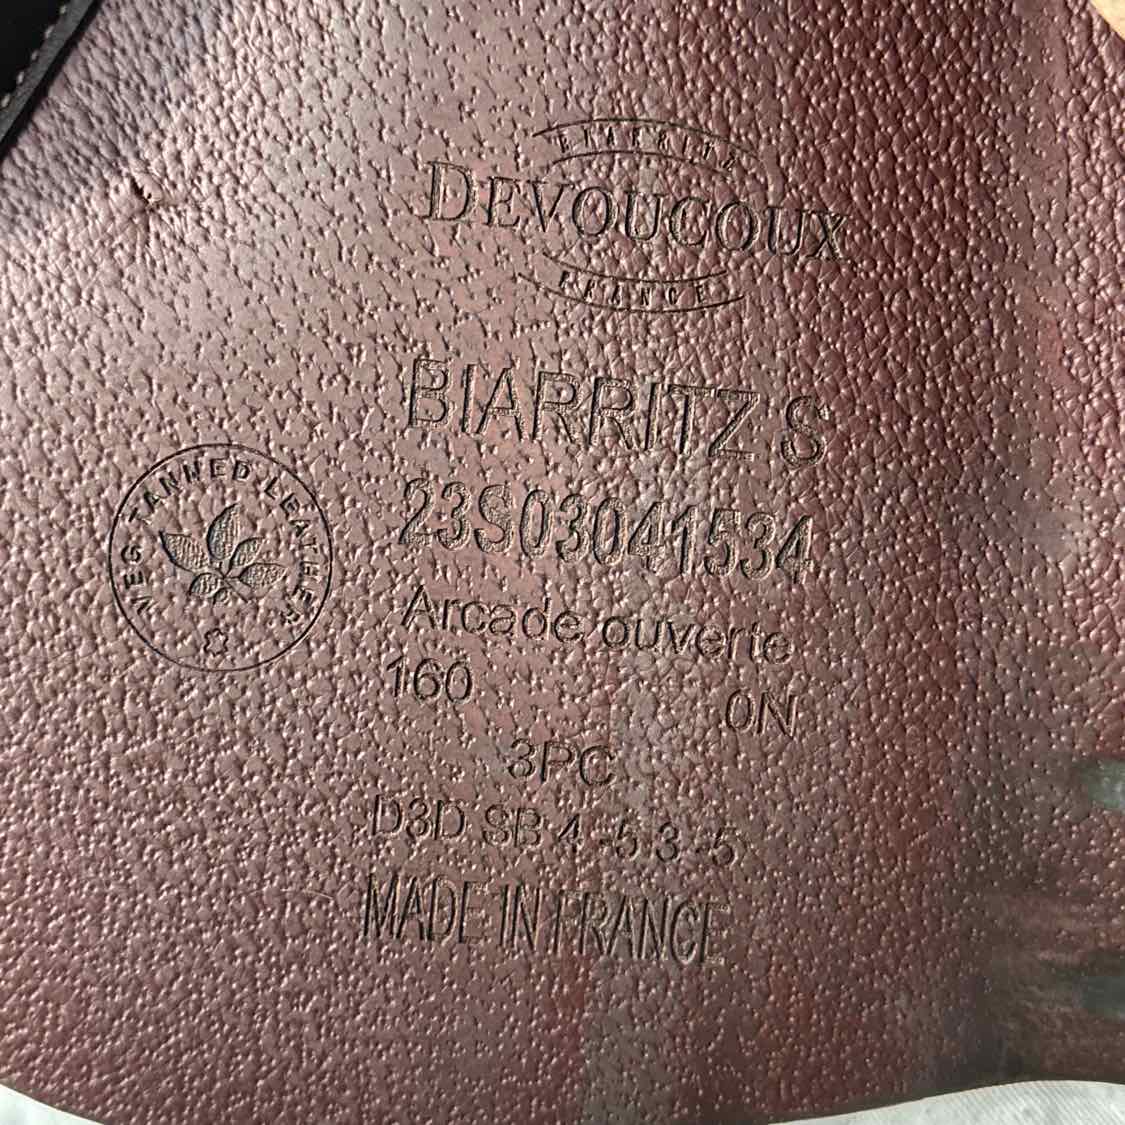 BIARRITZ
DEVOUCOUX
FRANCE
BIARRITZ S
23S03041534
VEG TANNED LEATHER
Arcade ouverte
160 0N
3PC
D3D SB 4 -5 3 -5
MADE IN FRANCE